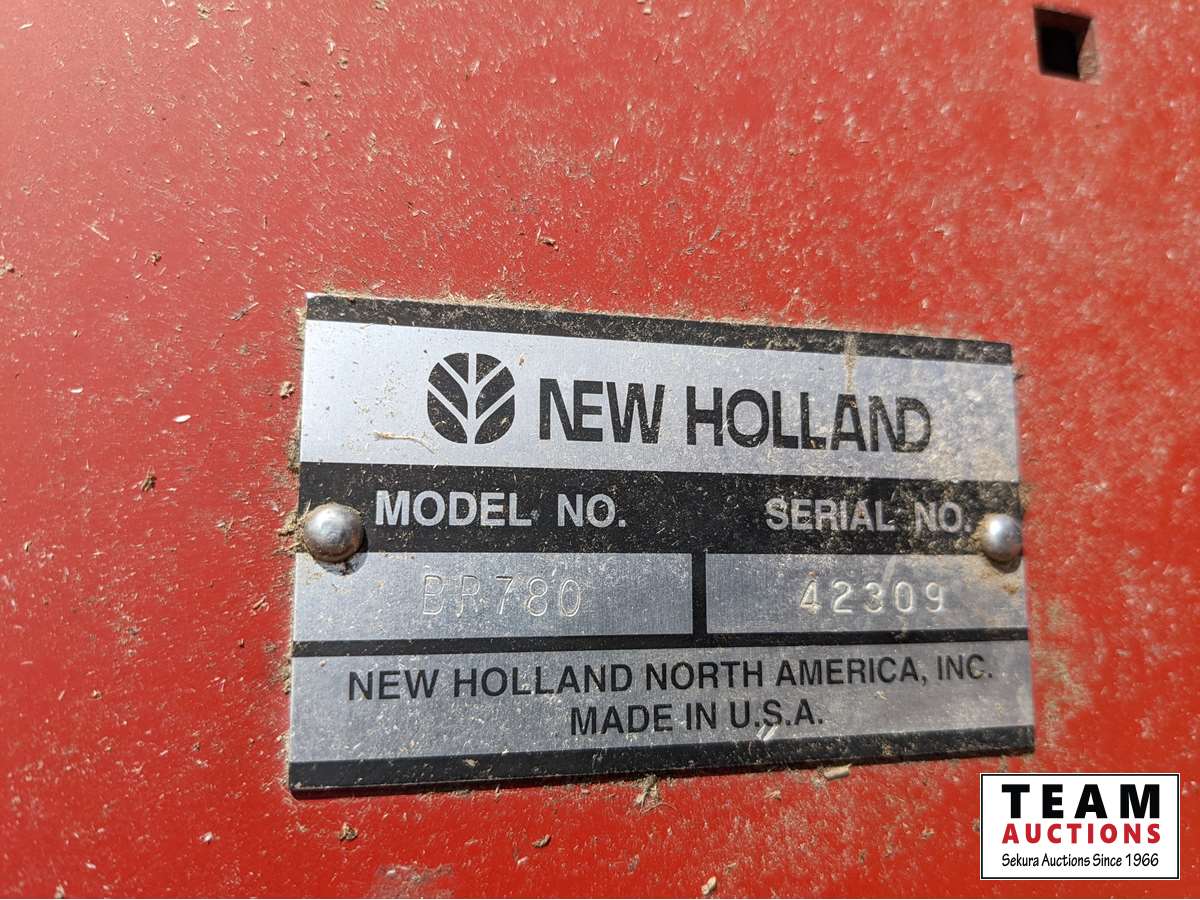 NEW HOLLAND
MODEL NO. SERIAL NO.
BR780 42309
NEW HOLLAND NORTH AMERICA, INC.
MADE IN U.S.A.
TEAM
AUCTIONS
Sekura Auctions Since 1966